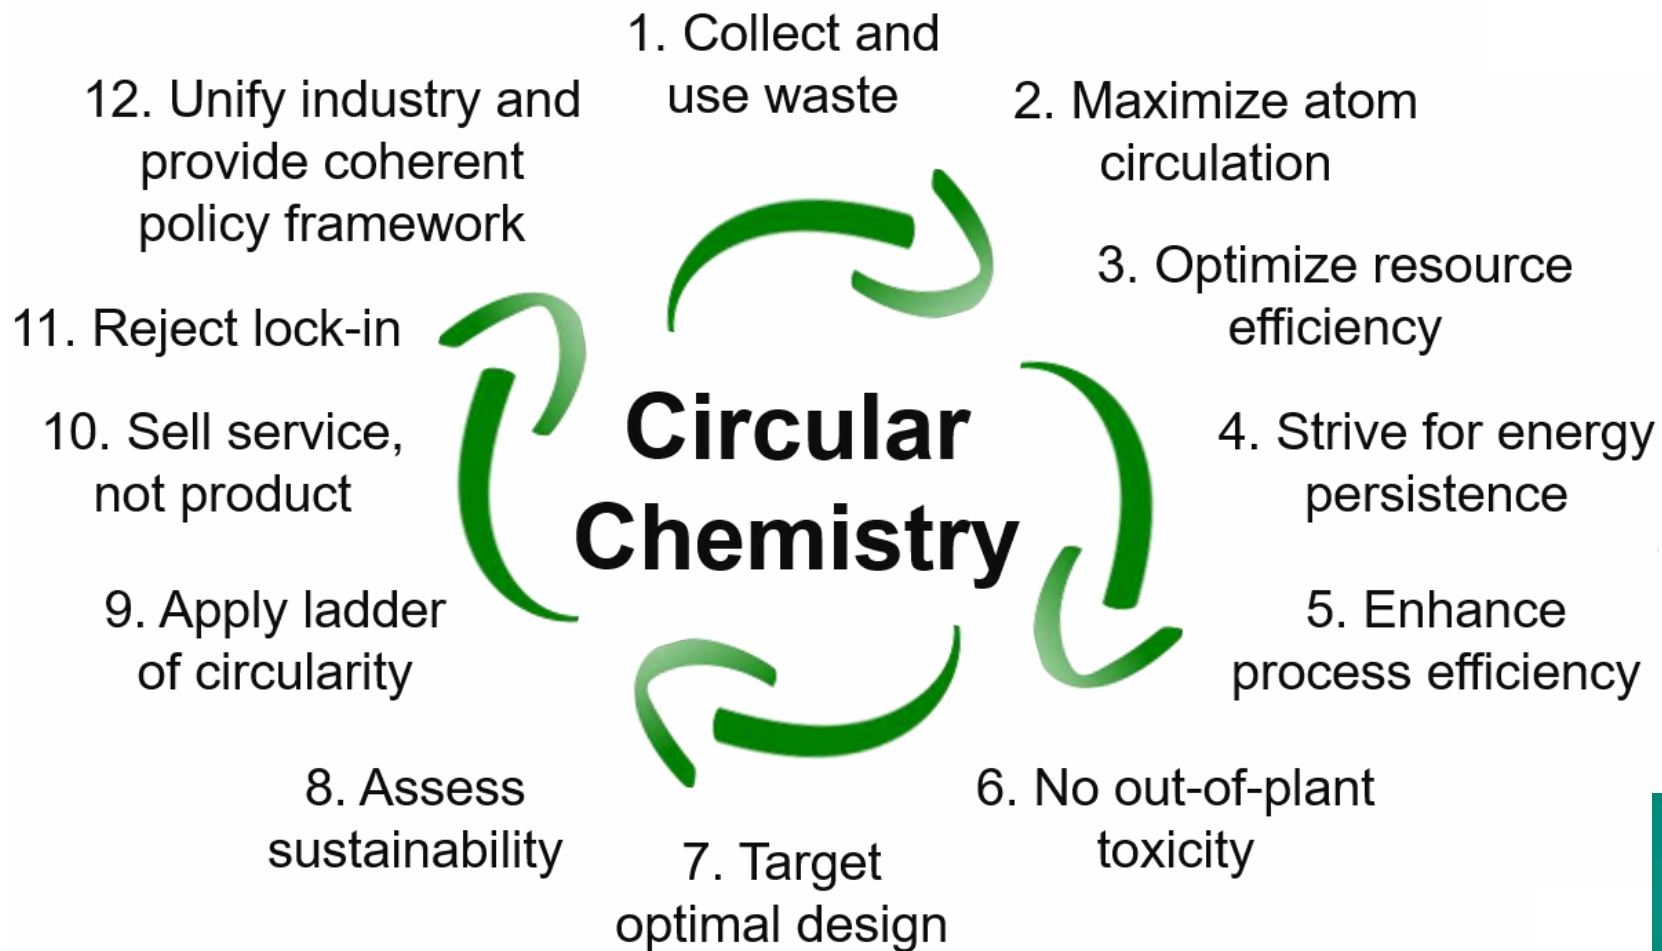 1. Collect and
use waste
2. Maximize atom
circulation
3. Optimize resource
efficiency
4. Strive for energy
persistence
5. Enhance
process efficiency
6. No out-of-plant
toxicity
7. Target
optimal design
8. Assess
sustainability
9. Apply ladder
of circularity
10. Sell service,
not product
11. Reject lock-in
12. Unify industry and
provide coherent
policy framework
Circular
Chemistry